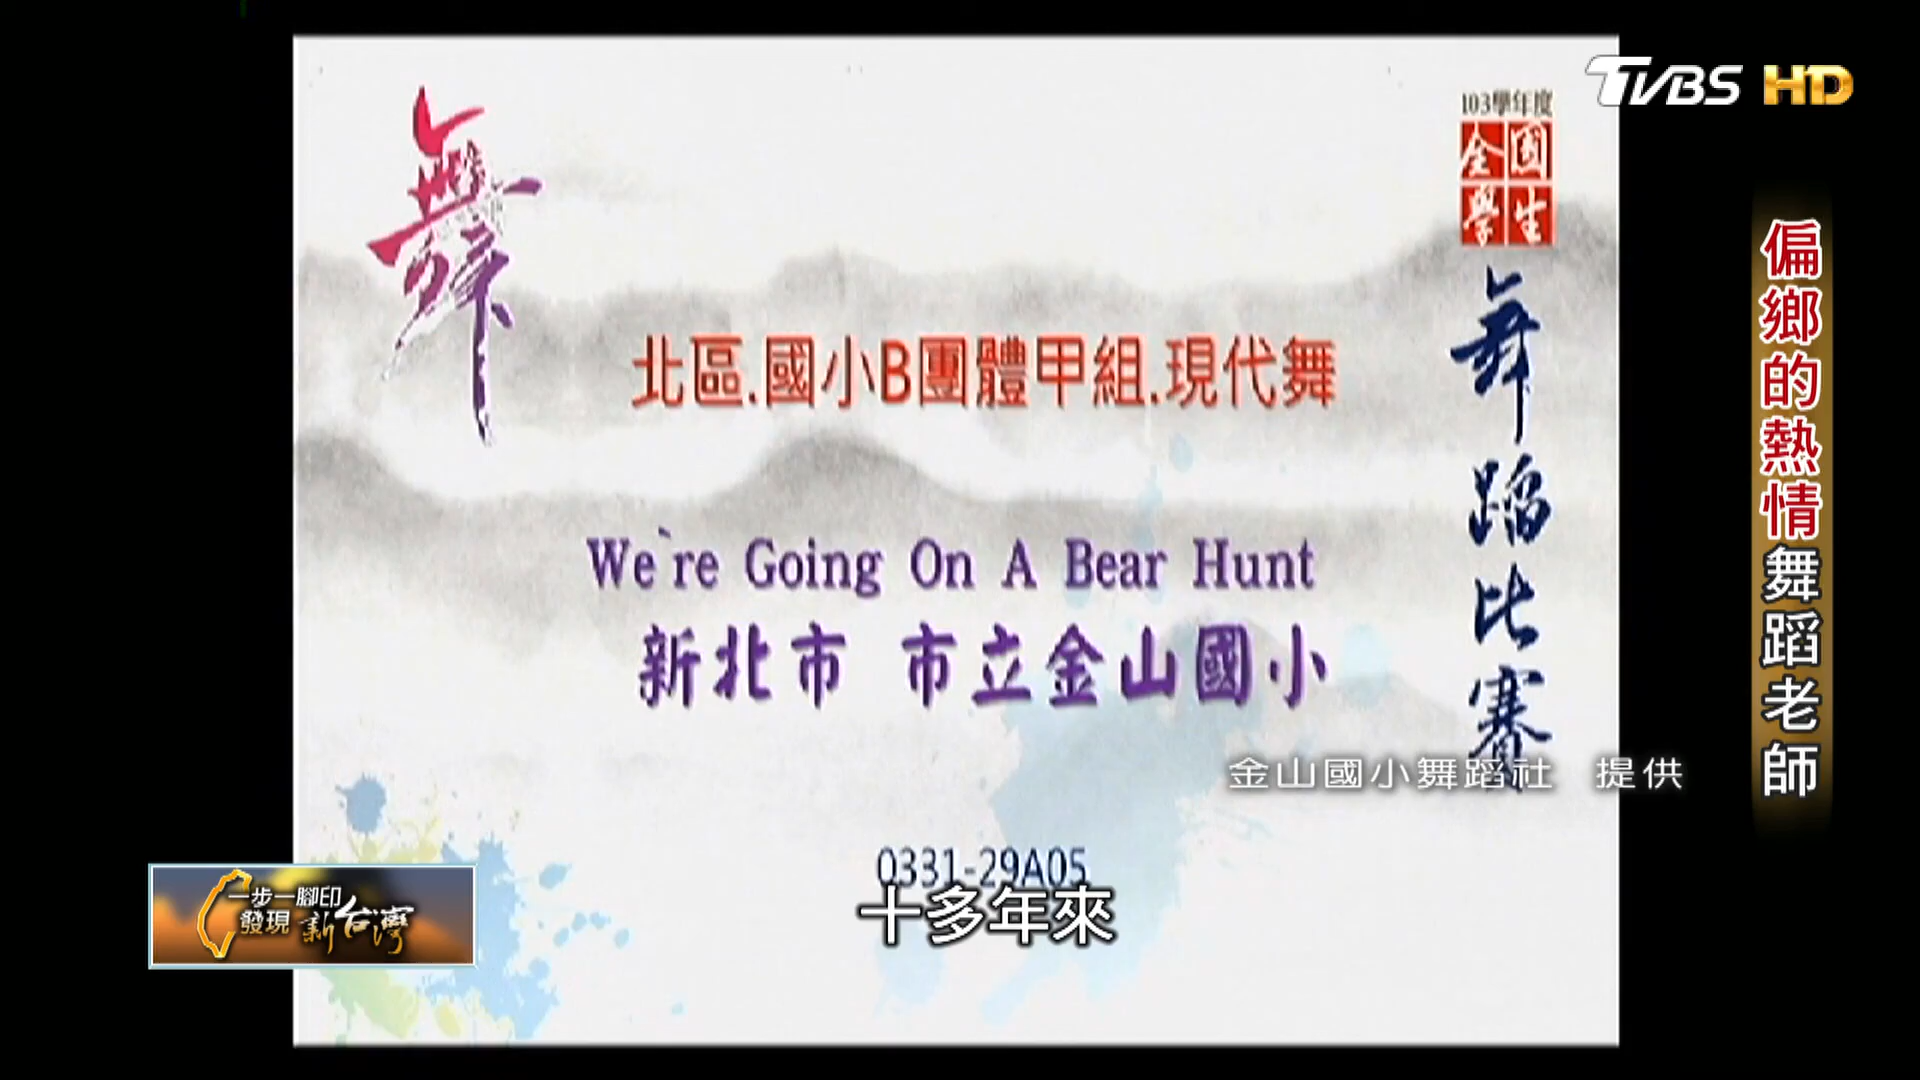 舞
TVBS HD
103學年度
全國
學生
舞蹈比賽
北區.國小B團體甲組.現代舞
We`re Going On A Bear Hunt
新北市 市立金山國小
金山國小舞蹈社 提供
0331-29A05
十多年來
一步一腳印
發現 新台灣
偏鄉的熱情舞蹈老師